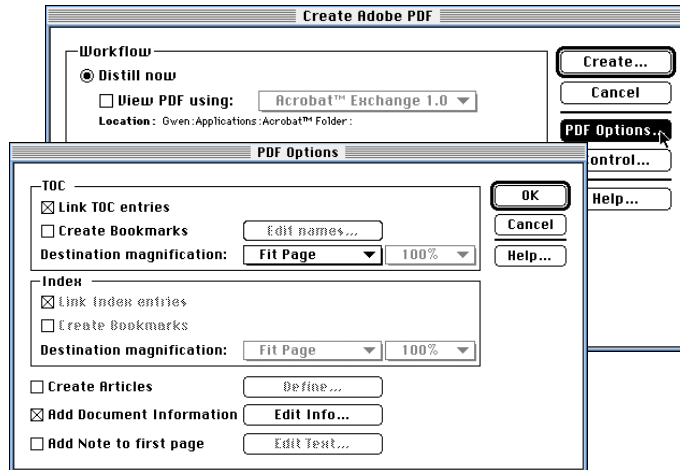 Create Adobe PDF
Workflow
Distill now
View PDF using: Acrobat™ Exchange 1.0
Location: Gwen:Applications:Acrobat™ Folder:
Create...
Cancel
PDF Options...
ontrol...
Help...
PDF Options
TOC
Link TOC entries
Create Bookmarks Edit names...
Destination magnification: Fit Page 100%
Index
Link Index entries
Create Bookmarks
Destination magnification: Fit Page 100%
Create Articles Define...
Add Document Information Edit Info...
Add Note to first page Edit Text...
OK
Cancel
Help...